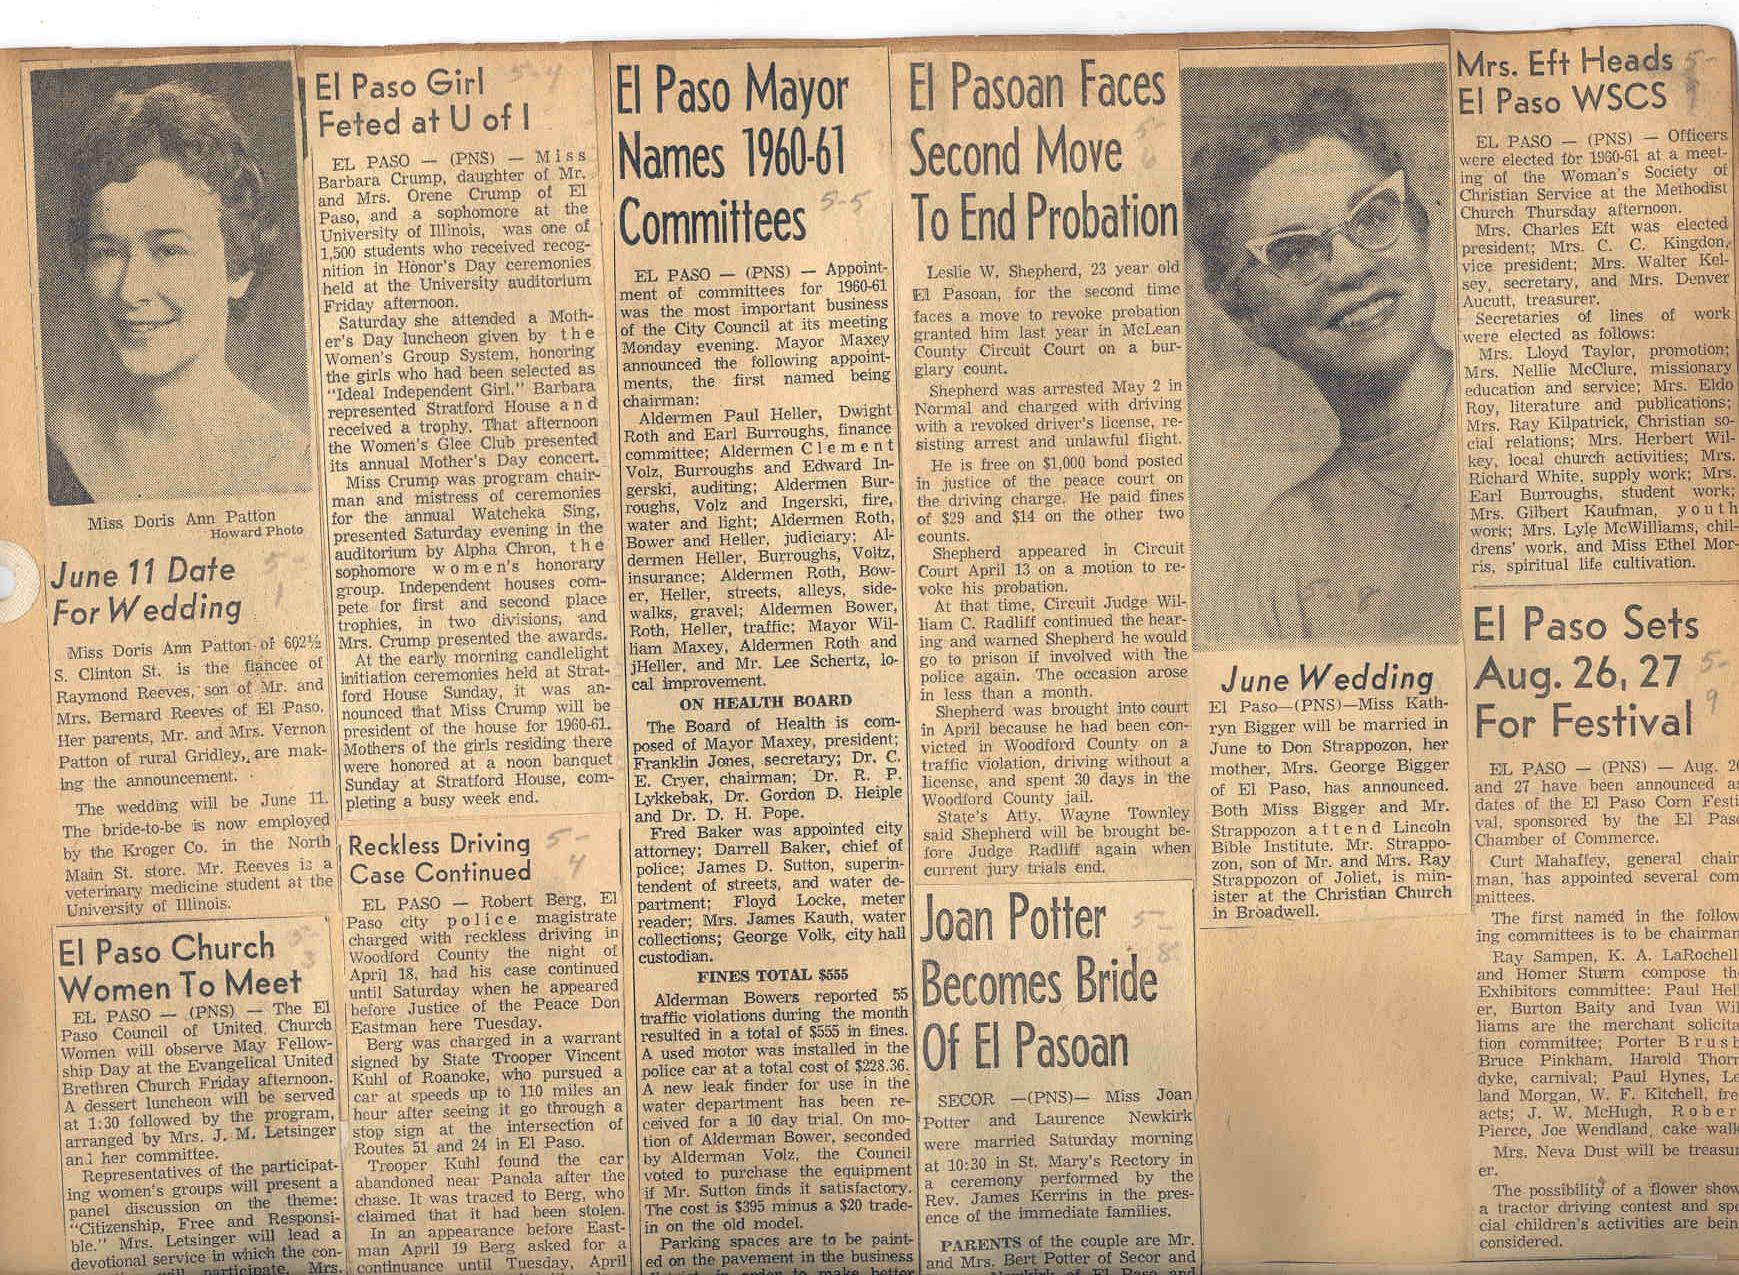 Miss Doris Ann Patton
Howard Photo
June 11 Date
For Wedding
5-
1
Miss Doris Ann Patton of 602½
S. Clinton St. is the fiancee of
Raymond Reeves, son of Mr. and
Mrs. Bernard Reeves of El Paso.
Her parents, Mr. and Mrs. Vernon
Patton of rural Gridley, are mak-
ing the announcement.
The wedding will be June 11.
The bride-to-be is now employed
by the Kroger Co. in the North
Main St. store. Mr. Reeves is a
veterinary medicine student at the
University of Illinois.
El Paso Church
Women To Meet
5-
3
EL PASO — (PNS) — The El
Paso Council of United Church
Women will observe May Fellow-
ship Day at the Evangelical United
Brethren Church Friday afternoon.
A dessert luncheon will be served
at 1:30 followed by the program,
arranged by Mrs. J. M. Letsinger
and her committee.
Representatives of the participat-
ing women's groups will present a
panel discussion on the theme:
"Citizenship, Free and Responsi-
ble." Mrs. Letsinger will lead a
devotional service in which the con-
will participate. Mrs.
El Paso Girl
Feted at U of I
5-4
EL PASO — (PNS) — Miss
Barbara Crump, daughter of Mr.
and Mrs. Orene Crump of El
Paso, and a sophomore at the
University of Illinois, was one of
1,500 students who received recog-
nition in Honor's Day ceremonies
held at the University auditorium
Friday afternoon.
Saturday she attended a Moth-
er's Day luncheon given by the
Women's Group System, honoring
the girls who had been selected as
"Ideal Independent Girl." Barbara
represented Stratford House and
received a trophy. That afternoon
the Women's Glee Club presented
its annual Mother's Day concert.
Miss Crump was program chair-
man and mistress of ceremonies
for the annual Watcheka Sing,
presented Saturday evening in the
auditorium by Alpha Chron, the
sophomore women's honorary
group. Independent houses com-
pete for first and second place
trophies, in two divisions, and
Mrs. Crump presented the awards.
At the early morning candlelight
initiation ceremonies held at Strat-
ford House Sunday, it was an-
nounced that Miss Crump will be
president of the house for 1960-61.
Mothers of the girls residing there
were honored at a noon banquet
Sunday at Stratford House, com-
pleting a busy week end.
Reckless Driving
Case Continued
5-
4
EL PASO — Robert Berg, El
Paso city police magistrate
charged with reckless driving in
Woodford County the night of
April 18, had his case continued
until Saturday when he appeared
before Justice of the Peace Don
Eastman here Tuesday.
Berg was charged in a warrant
signed by State Trooper Vincent
Kuhl of Roanoke, who pursued a
car at speeds up to 110 miles an
hour after seeing it go through a
stop sign at the intersection of
Routes 51 and 24 in El Paso.
Trooper Kuhl found the car
abandoned near Panola after the
chase. It was traced to Berg, who
claimed that it had been stolen.
In an appearance before East-
man April 19 Berg asked for a
continuance until Tuesday, April
El Paso Mayor
Names 1960-61
Committees
5-5
EL PASO — (PNS) — Appoint-
ment of committees for 1960-61
was the most important business
of the City Council at its meeting
Monday evening. Mayor Maxey
announced the following appoint-
ments, the first named being
chairman:
Aldermen Paul Heller, Dwight
Roth and Earl Burroughs, finance
committee; Aldermen Clement
Volz, Burroughs and Edward In-
gerski, auditing; Aldermen Bur-
roughs, Volz and Ingerski, fire,
water and light; Aldermen Roth,
Bower and Heller, judiciary; Al-
dermen Heller, Burroughs, Voltz,
insurance; Aldermen Roth, Bow-
er, Heller, streets, alleys, side-
walks, gravel; Aldermen Bower,
Roth, Heller, traffic; Mayor Wil-
liam Maxey, Aldermen Roth and
jHeller, and Mr. Lee Schertz, lo-
cal improvement.
ON HEALTH BOARD
The Board of Health is com-
posed of Mayor Maxey, president;
Franklin Jones, secretary; Dr. C.
E. Cryer, chairman; Dr. R. P.
Lykkebak, Dr. Gordon D. Heiple
and Dr. D. H. Pope.
Fred Baker was appointed city
attorney; Darrell Baker, chief of
police; James D. Sutton, superin-
tendent of streets, and water de-
partment; Floyd Locke, meter
reader; Mrs. James Kauth, water
collections; George Volk, city hall
custodian.
FINES TOTAL $555
Alderman Bowers reported 55
traffic violations during the month
resulted in a total of $555 in fines.
A used motor was installed in the
police car at a total cost of $228.36.
A new leak finder for use in the
water department has been re-
ceived for a 10 day trial. On mo-
tion of Alderman Bower, seconded
by Alderman Volz, the Council
voted to purchase the equipment
if Mr. Sutton finds it satisfactory.
The cost is $395 minus a $20 trade-
in on the old model.
Parking spaces are to be paint-
ed on the pavement in the business
district in order to make better
El Pasoan Faces
Second Move
To End Probation
5-
6
Leslie W. Shepherd, 23 year old
El Pasoan, for the second time
faces a move to revoke probation
granted him last year in McLean
County Circuit Court on a bur-
glary count.
Shepherd was arrested May 2 in
Normal and charged with driving
with a revoked driver's license, re-
sisting arrest and unlawful flight.
He is free on $1,000 bond posted
in justice of the peace court on
the driving charge. He paid fines
of $29 and $14 on the other two
counts.
Shepherd appeared in Circuit
Court April 13 on a motion to re-
voke his probation.
At that time, Circuit Judge Wil-
liam C. Radliff continued the hear-
ing and warned Shepherd he would
go to prison if involved with the
police again. The occasion arose
in less than a month.
Shepherd was brought into court
in April because he had been con-
victed in Woodford County on a
traffic violation, driving without a
license, and spent 30 days in the
Woodford County jail.
State's Atty. Wayne Townley
said Shepherd will be brought be-
fore Judge Radliff again when
current jury trials end.
Joan Potter
Becomes Bride
Of El Pasoan
5-
8
SECOR —(PNS)— Miss Joan
Potter and Laurence Newkirk
were married Saturday morning
at 10:30 in St. Mary's Rectory in
a ceremony performed by the
Rev. James Kerrins in the pres-
ence of the immediate families.
PARENTS of the couple are Mr.
and Mrs. Bert Potter of Secor and
Newkirk of El Paso and
June Wedding
El Paso—(PNS)—Miss Kath-
ryn Bigger will be married in
June to Don Strappozon, her
mother, Mrs. George Bigger
of El Paso, has announced.
Both Miss Bigger and Mr.
Strappozon attend Lincoln
Bible Institute. Mr. Strappo-
zon, son of Mr. and Mrs. Ray
Strappozon of Joliet, is min-
ister at the Christian Church
in Broadwell.
Mrs. Eft Heads
El Paso WSCS
5-
9
EL PASO — (PNS) — Officers
were elected for 1960-61 at a meet-
ing of the Woman's Society of
Christian Service at the Methodist
Church Thursday afternoon.
Mrs. Charles Eft was elected
president; Mrs. C. C. Kingdon,
vice president; Mrs. Walter Kel-
sey, secretary, and Mrs. Denver
Aucutt, treasurer.
Secretaries of lines of work
were elected as follows:
Mrs. Lloyd Taylor, promotion;
Mrs. Nellie McClure, missionary
education and service; Mrs. Eldo
Roy, literature and publications;
Mrs. Ray Kilpatrick, Christian so-
cial relations; Mrs. Herbert Wil-
key, local church activities; Mrs.
Richard White, supply work; Mrs.
Earl Burroughs, student work;
Mrs. Gilbert Kaufman, youth
work; Mrs. Lyle McWilliams, chil-
drens' work, and Miss Ethel Mor-
ris, spiritual life cultivation.
El Paso Sets
Aug. 26, 27
For Festival
5-
9
EL PASO — (PNS) — Aug. 26
and 27 have been announced as
dates of the El Paso Corn Festi
val, sponsored by the El Paso
Chamber of Commerce.
Curt Mahaffey, general chair
man, has appointed several com
mittees.
The first named in the follow
ing committees is to be chairman
Ray Sampen, K. A. LaRochell
and Homer Sturm compose the
Exhibitors committee: Paul Hell
er, Burton Baity and Ivan Wil
liams are the merchant solicita
tion committee; Porter Brush
Bruce Pinkham, Harold Thorn
dyke, carnival; Paul Hynes, Le
land Morgan, W. F. Kitchell, free
acts; J. W. McHugh, Rober
Pierce, Joe Wendland, cake walk
Mrs. Neva Dust will be treasur
er.
The possibility of a flower show
a tractor driving contest and spe
cial children's activities are bein
considered.